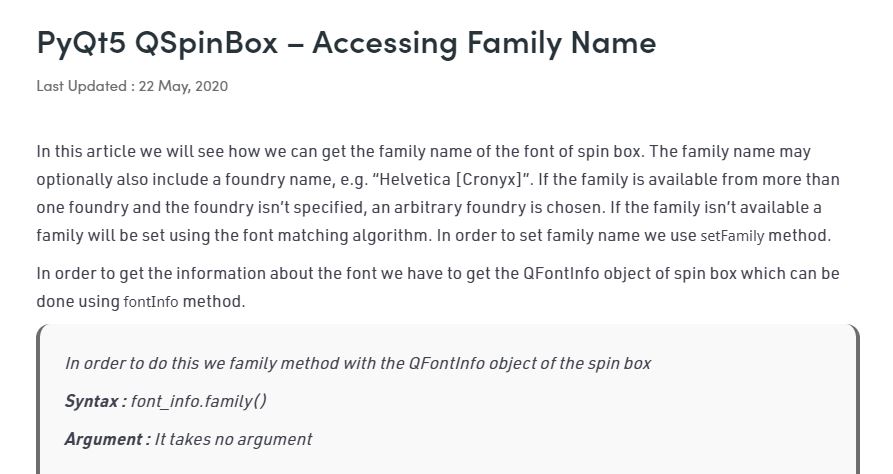 PyQt5 QSpinBox – Accessing Family Name
Last Updated : 22 May, 2020
In this article we will see how we can get the family name of the font of spin box. The family name may
optionally also include a foundry name, e.g. “Helvetica [Cronyx]”. If the family is available from more than
one foundry and the foundry isn’t specified, an arbitrary foundry is chosen. If the family isn’t available a
family will be set using the font matching algorithm. In order to set family name we use setFamily method.
In order to get the information about the font we have to get the QFontInfo object of spin box which can be
done using fontInfo method.
In order to do this we family method with the QFontInfo object of the spin box
Syntax : font_info.family()
Argument : It takes no argument